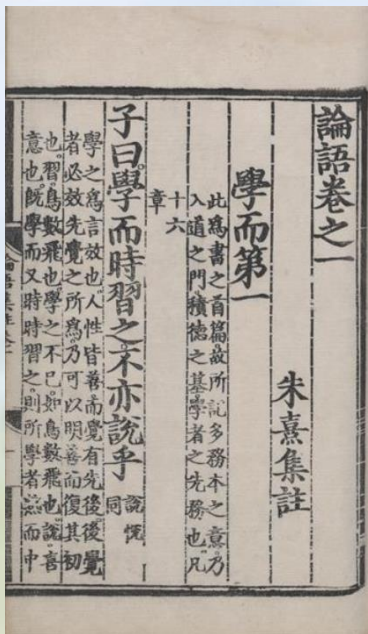 論語卷之一
朱熹集註
學而第一
此爲書之首篇故所記多務本之意乃
入道之門積德之基學者之先務也凡
十六
章
子曰學而時習之不亦說乎
說悅
同
學之爲言效也人性皆善而覺有先後後覺
者必效先覺之所爲乃可以明善而復其初
也習鳥數飛也學之不已如鳥數飛也說喜
意也旣學而又時時習之則所學者熟而中